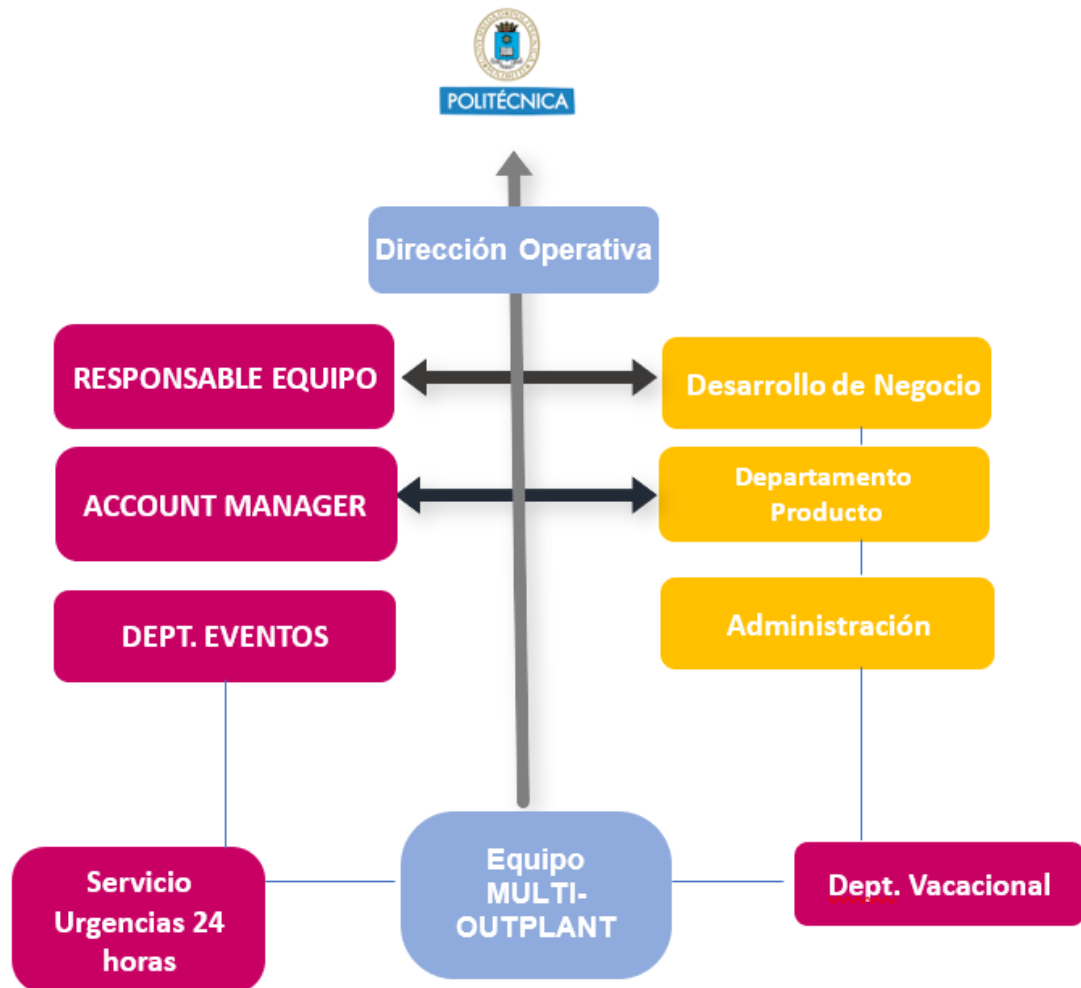 POLITÉCNICA
Dirección Operativa
RESPONSABLE EQUIPO
Desarrollo de Negocio
ACCOUNT MANAGER
Departamento
Producto
DEPT. EVENTOS
Administración
Servicio
Urgencias 24
horas
Equipo
MULTI-
OUTPLANT
Dept. Vacacional